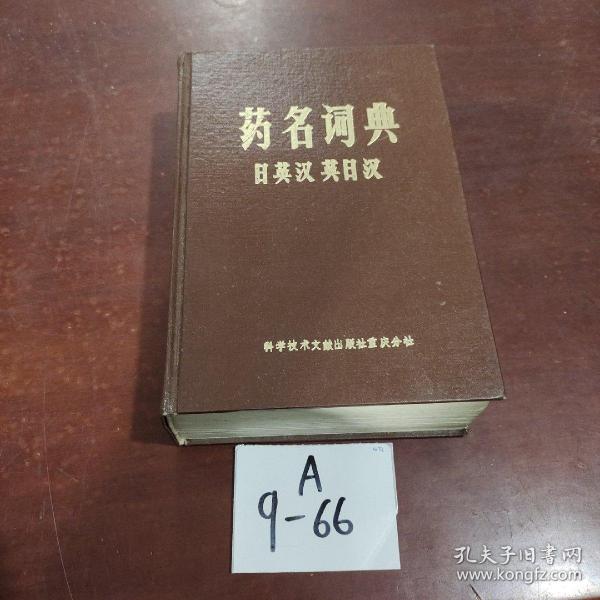 药名词典
日英汉 英日汉
科学技术文献出版社重庆分社
A
9-66
孔夫子旧书网
www.kongfz.com